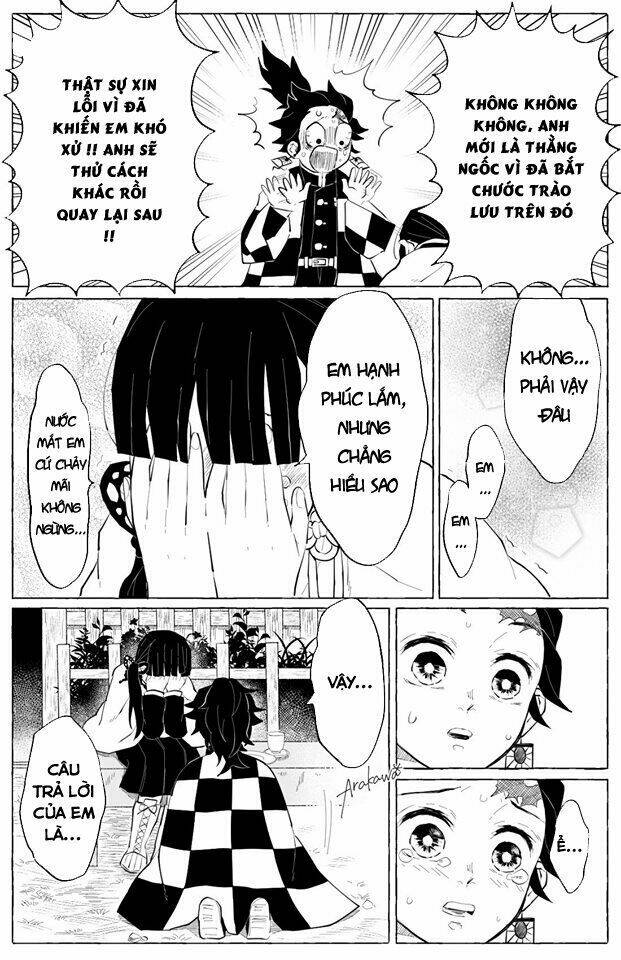 KHÔNG KHÔNG
KHÔNG, ANH
MỚI LÀ THẰNG
NGỐC VÌ ĐÃ BẮT
CHƯỚC TRÀO
LƯU TRÊN ĐÓ
THẬT SỰ XIN
LỖI VÌ ĐÃ
KHIẾN EM KHÓ
XỬ !! ANH SẼ
THỬ CÁCH
KHÁC RỒI
QUAY LẠI SAU
!!
KHÔNG...
PHẢI VẬY
ĐÂU
EM
...
EM
...
EM HẠNH
PHÚC LẮM,
NHƯNG
CHẲNG
HIỂU SAO
NƯỚC
MẮT EM
CỨ CHẢY
MÃI KHÔNG
NGỪNG...
Ể...
VẬY...
CÂU
TRẢ LỜI
CỦA EM
LÀ...
Arakawa